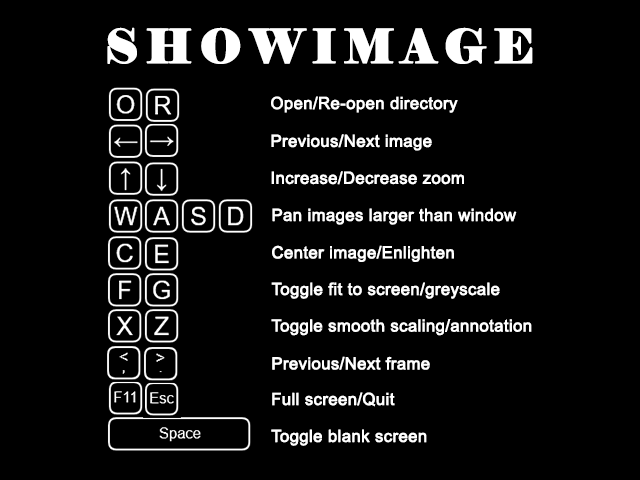 SHOWIMAGE
O R Open/Re-open directory
← → Previous/Next image
↑ ↓ Increase/Decrease zoom
W A S D Pan images larger than window
C E Center image/Enlighten
F G Toggle fit to screen/greyscale
X Z Toggle smooth scaling/annotation
< , > . Previous/Next frame
F11 Esc Full screen/Quit
Space Toggle blank screen